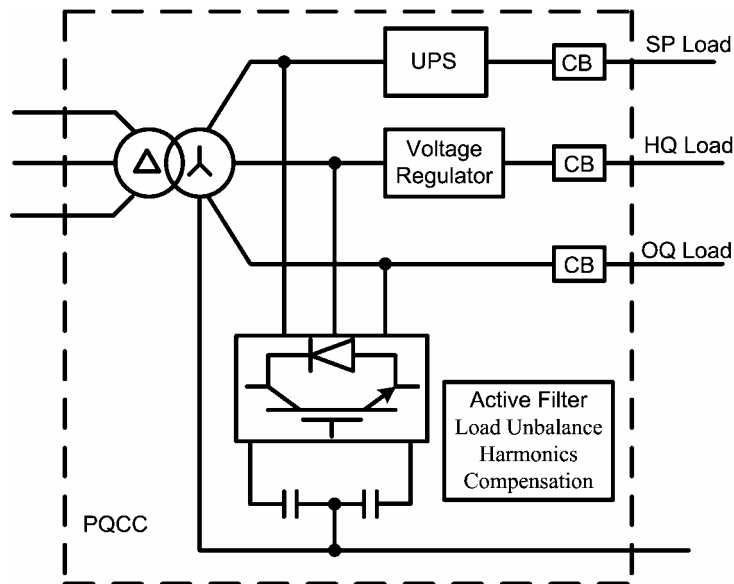 SP Load
UPS
CB
HQ Load
Voltage
Regulator
CB
OQ Load
CB
Active Filter
Load Unbalance
Harmonics
Compensation
PQCC